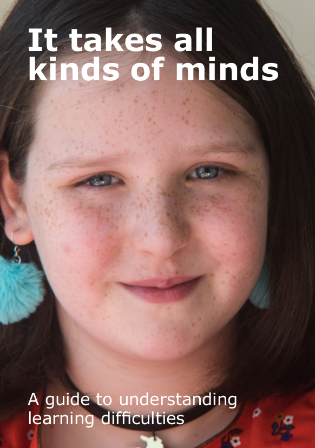 It takes all
kinds of minds
A guide to understanding
learning difficulties